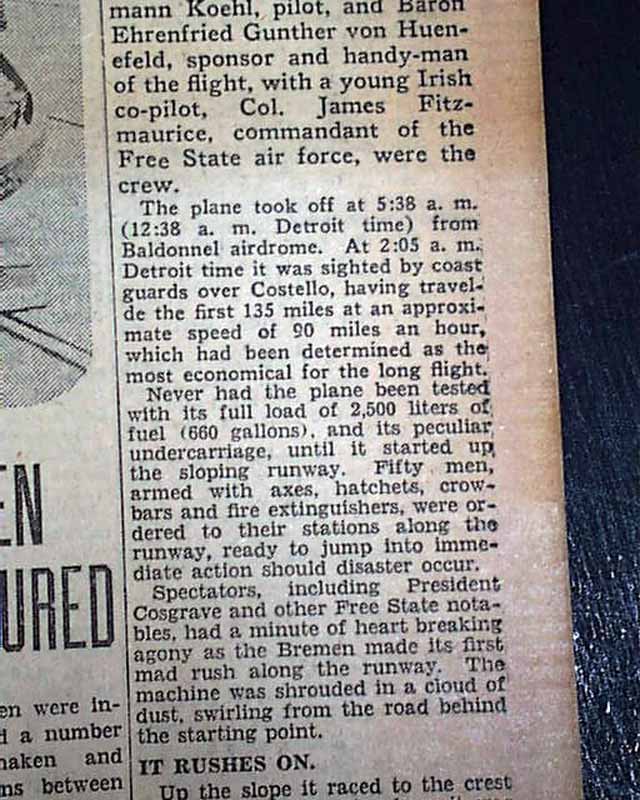 mann Koehl, pilot, and Baron
Ehrenfried Gunther von Huen-
efeld, sponsor and handy-man
of the flight, with a young Irish
co-pilot, Col. James Fitz-
maurice, commandant of the
Free State air force, were the
crew.
The plane took off at 5:38 a. m.
(12:38 a. m. Detroit time) from
Baldonnel airdrome. At 2:05 a. m.
Detroit time it was sighted by coast
guards over Costello, having travel-
de the first 135 miles at an approxi-
mate speed of 90 miles an hour,
which had been determined as the
most economical for the long flight.
Never had the plane been tested
with its full load of 2,500 liters of
fuel (660 gallons), and its peculiar
undercarriage, until it started up
the sloping runway. Fifty men,
armed with axes, hatchets, crow-
bars and fire extinguishers, were or-
dered to their stations along the
runway, ready to jump into imme-
diate action should disaster occur.
Spectators, including President
Cosgrave and other Free State nota-
bles, had a minute of heart breaking
agony as the Bremen made its first
mad rush along the runway. The
machine was shrouded in a cloud of
dust, swirling from the road behind
the starting point.
IT RUSHES ON.
Up the slope it raced to the crest
EN
URED
en were in-
d a number
haken and
ms between